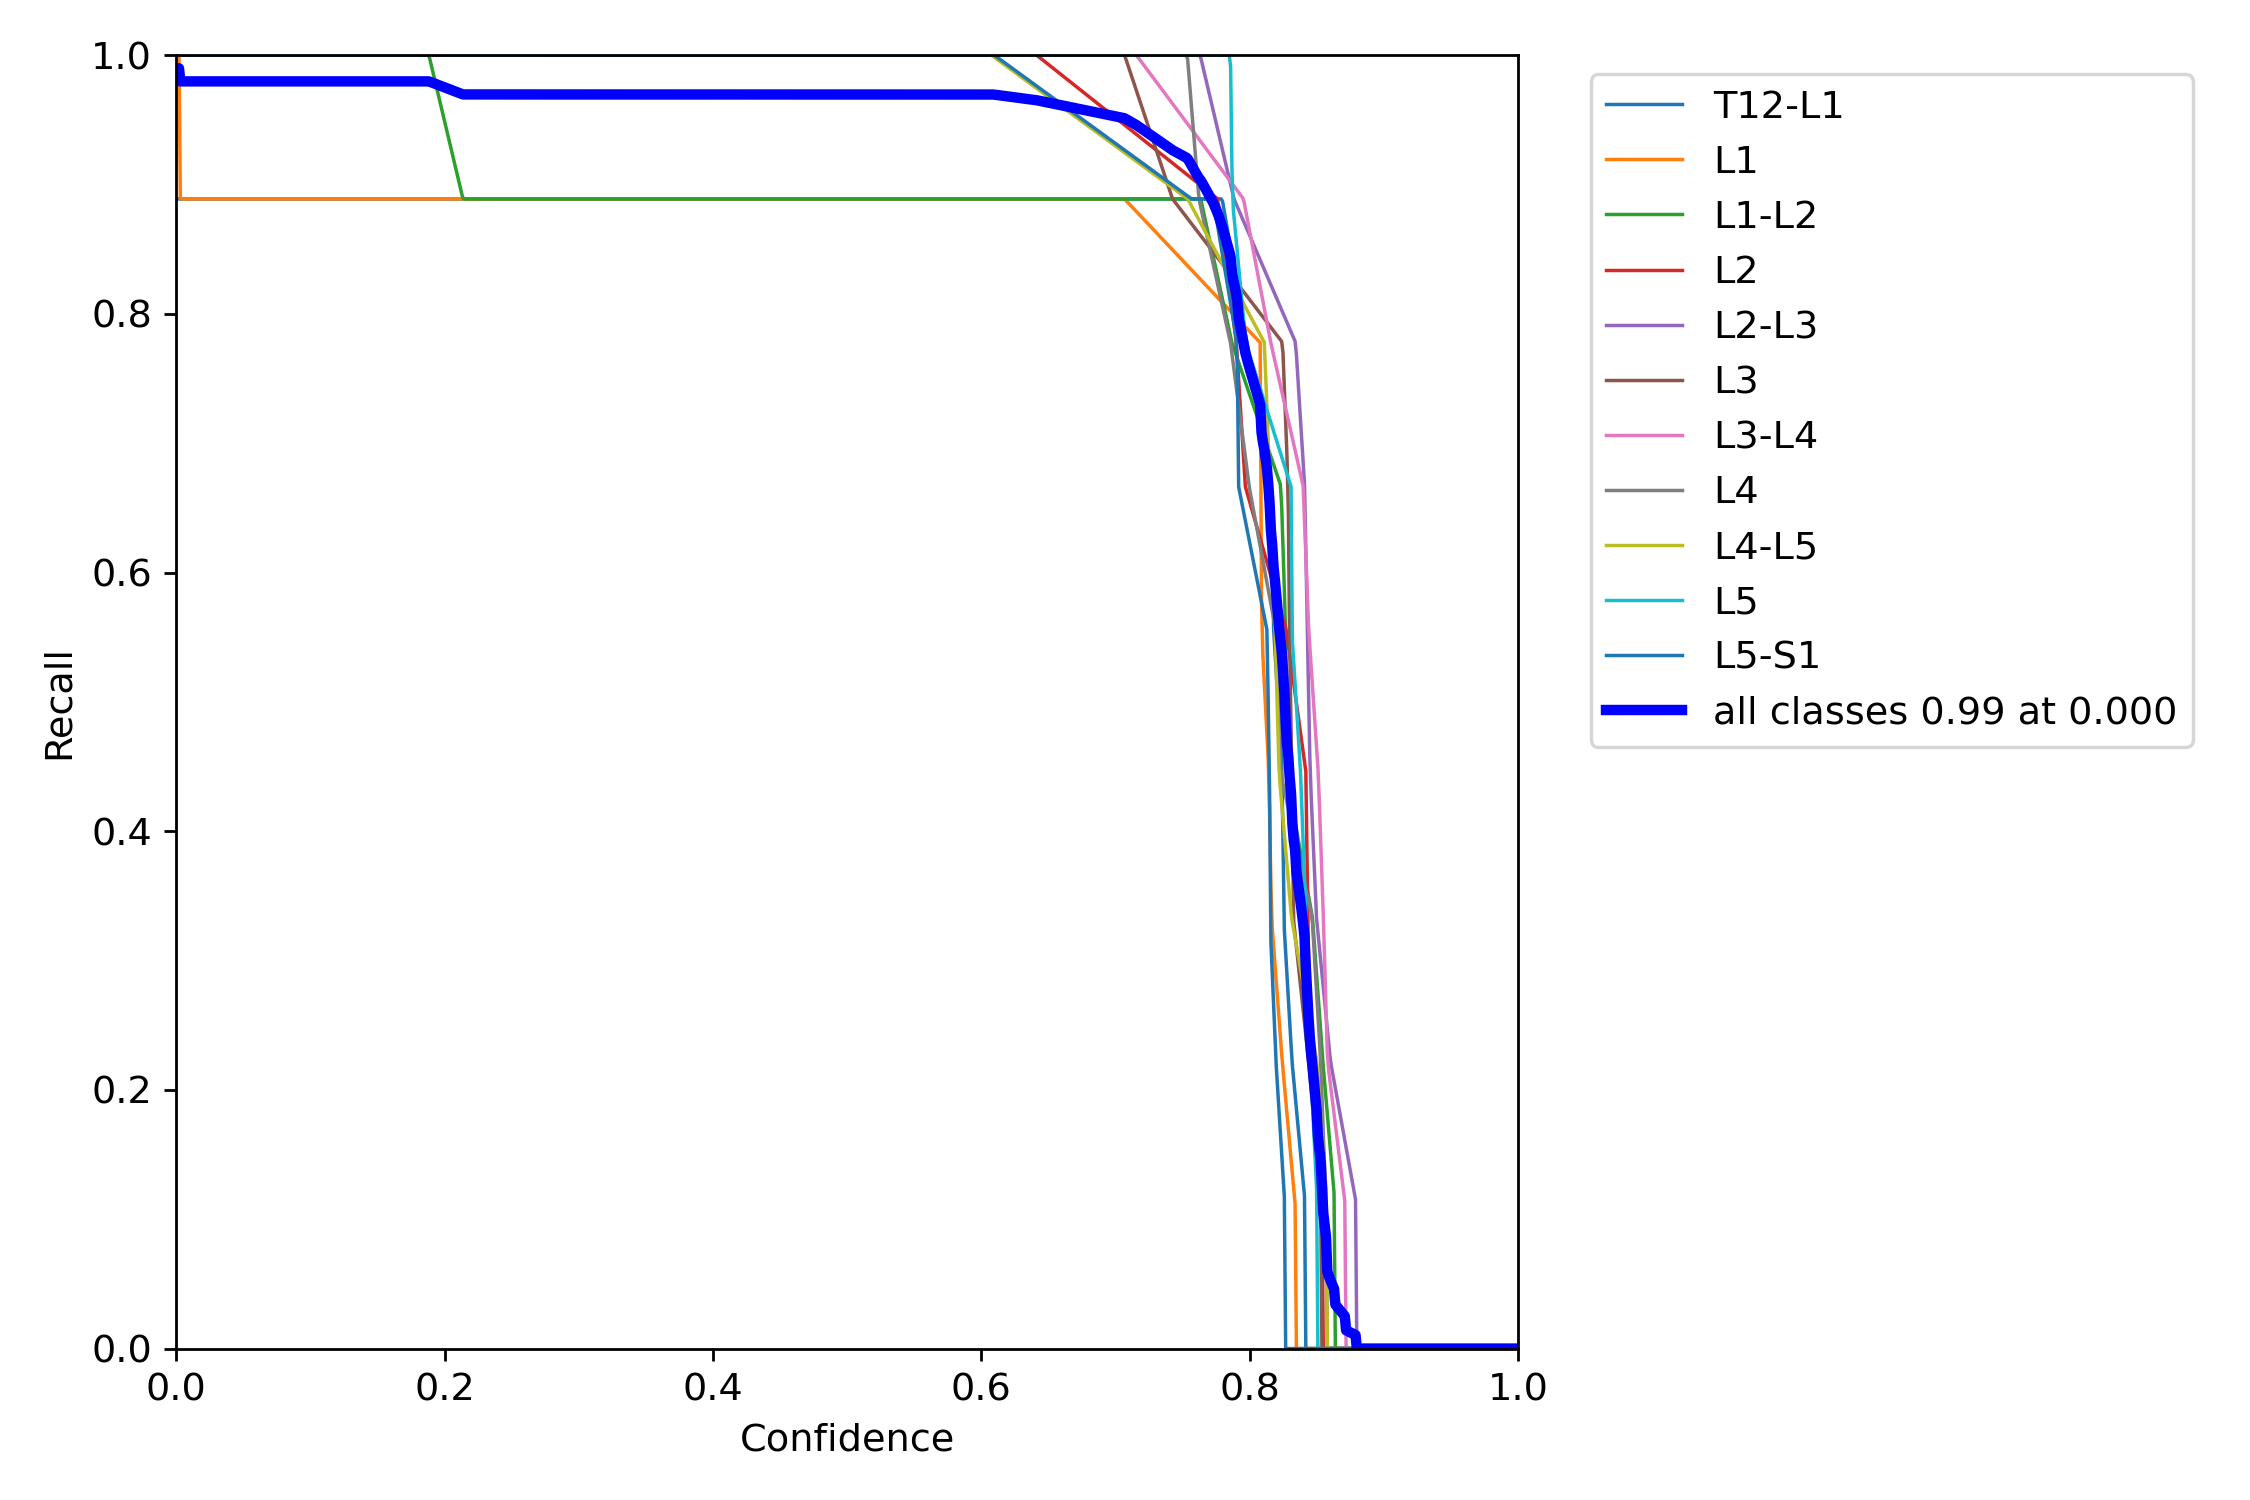 1.0
0.8
0.6
0.4
0.2
0.0
Recall
0.0 0.2 0.4 0.6 0.8 1.0
Confidence
T12-L1
L1
L1-L2
L2
L2-L3
L3
L3-L4
L4
L4-L5
L5
L5-S1
all classes 0.99 at 0.000